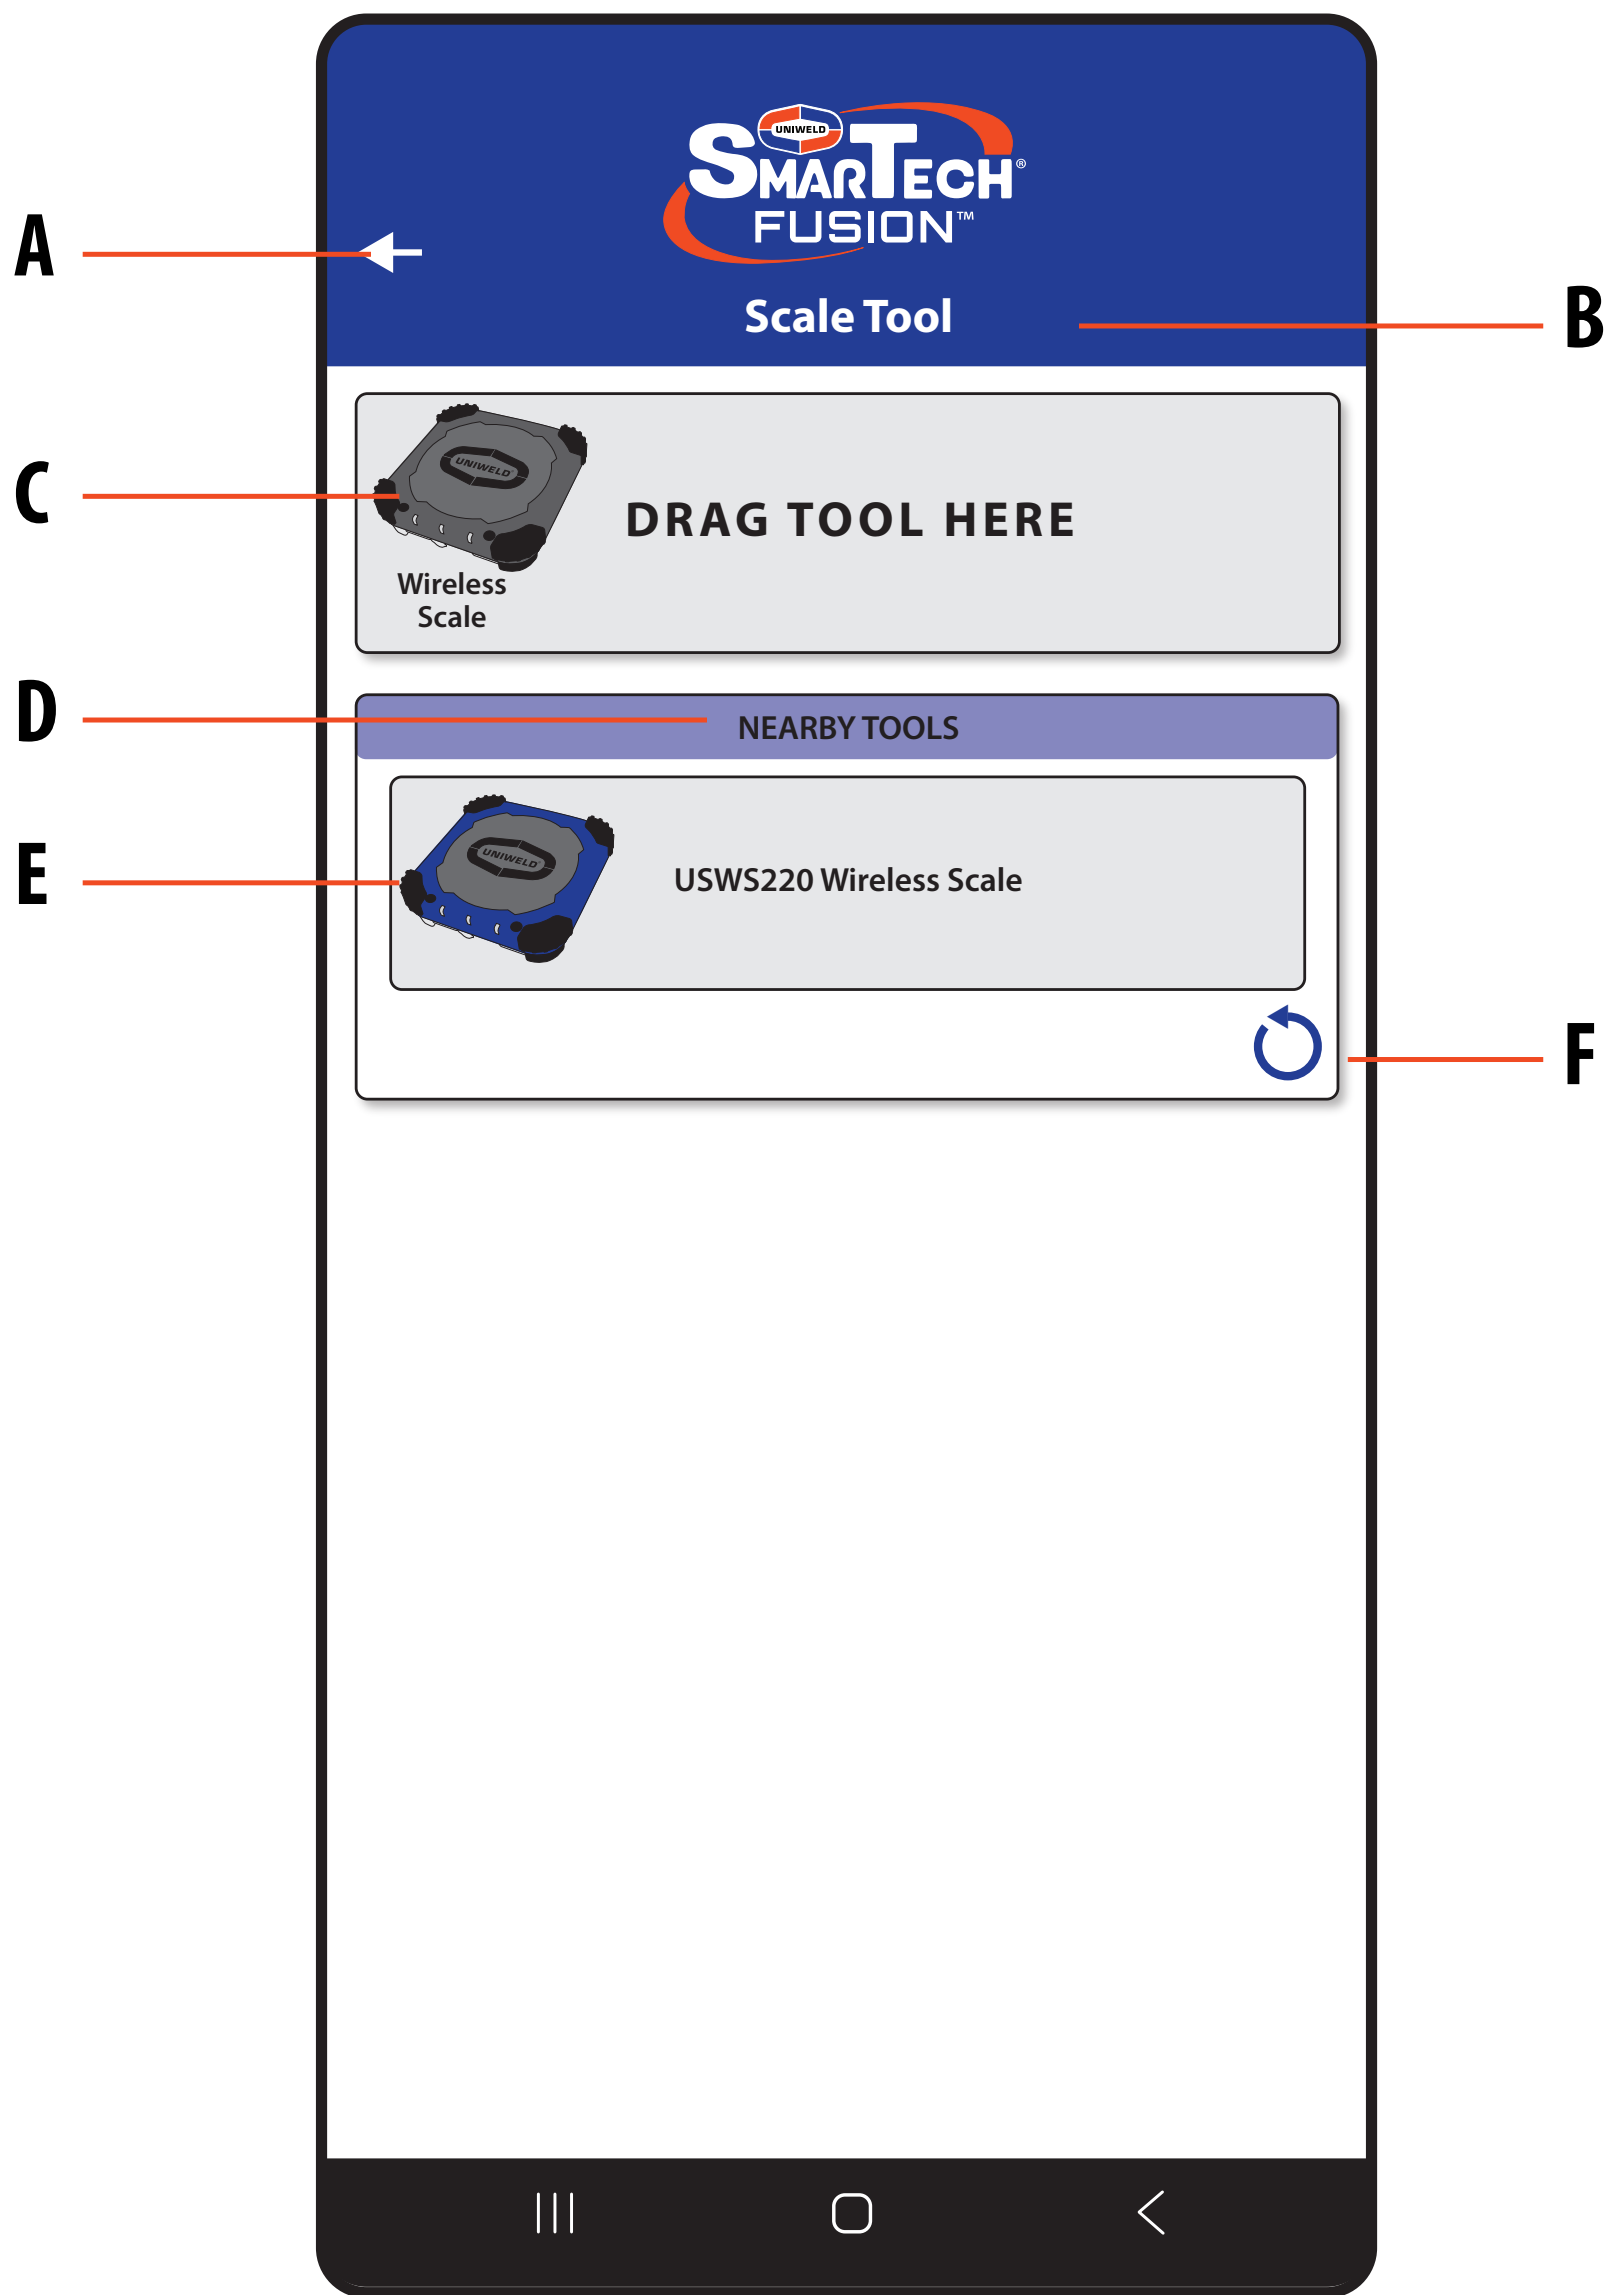 UNIWELD
SMARTECH®
FUSION™
A
Scale Tool
B
UNIWELD
C
DRAG TOOL HERE
Wireless
Scale
D
NEARBY TOOLS
UNIWELD
E
USWS220 Wireless Scale
F